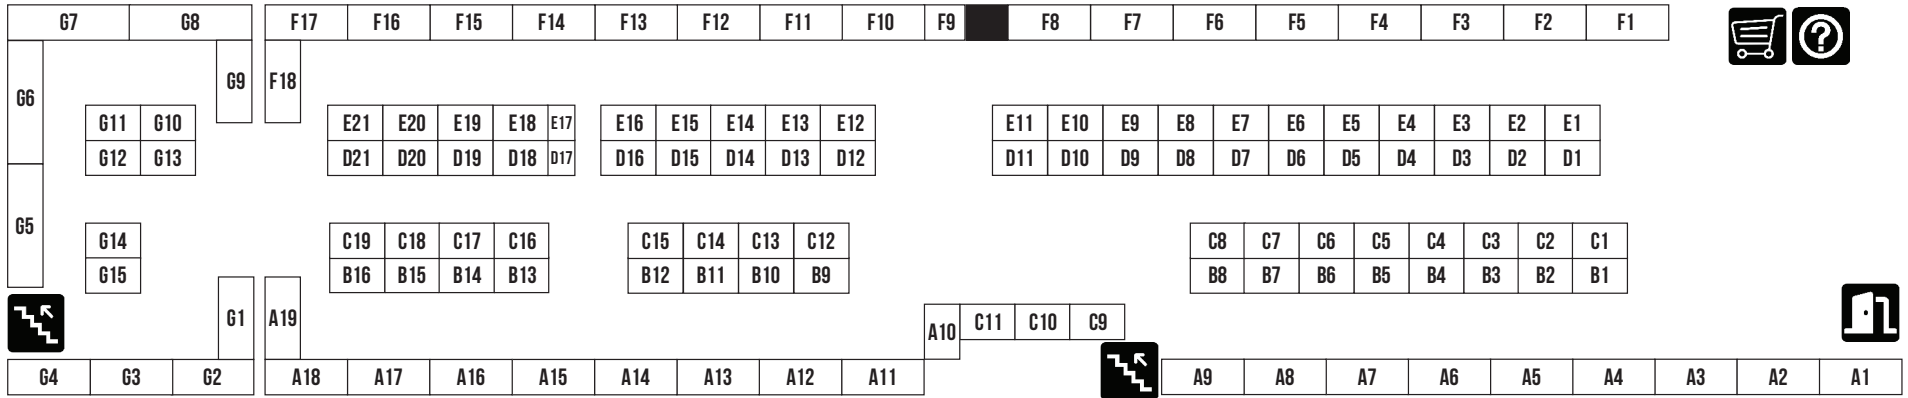 G7 G8 F17 F16 F15 F14 F13 F12 F11 F10 F9 F8 F7 F6 F5 F4 F3 F2 F1
?
G6 G9 F18
G11 G10 E21 E20 E19 E18 E17 E16 E15 E14 E13 E12 E11 E10 E9 E8 E7 E6 E5 E4 E3 E2 E1
G12 G13 D21 D20 D19 D18 D17 D16 D15 D14 D13 D12 D11 D10 D9 D8 D7 D6 D5 D4 D3 D2 D1
G5
G14 C19 C18 C17 C16 C15 C14 C13 C12 C8 C7 C6 C5 C4 C3 C2 C1
G15 B16 B15 B14 B13 B12 B11 B10 B9 B8 B7 B6 B5 B4 B3 B2 B1
G1 A19 A10 C11 C10 C9
G4 G3 G2 A18 A17 A16 A15 A14 A13 A12 A11 A9 A8 A7 A6 A5 A4 A3 A2 A1